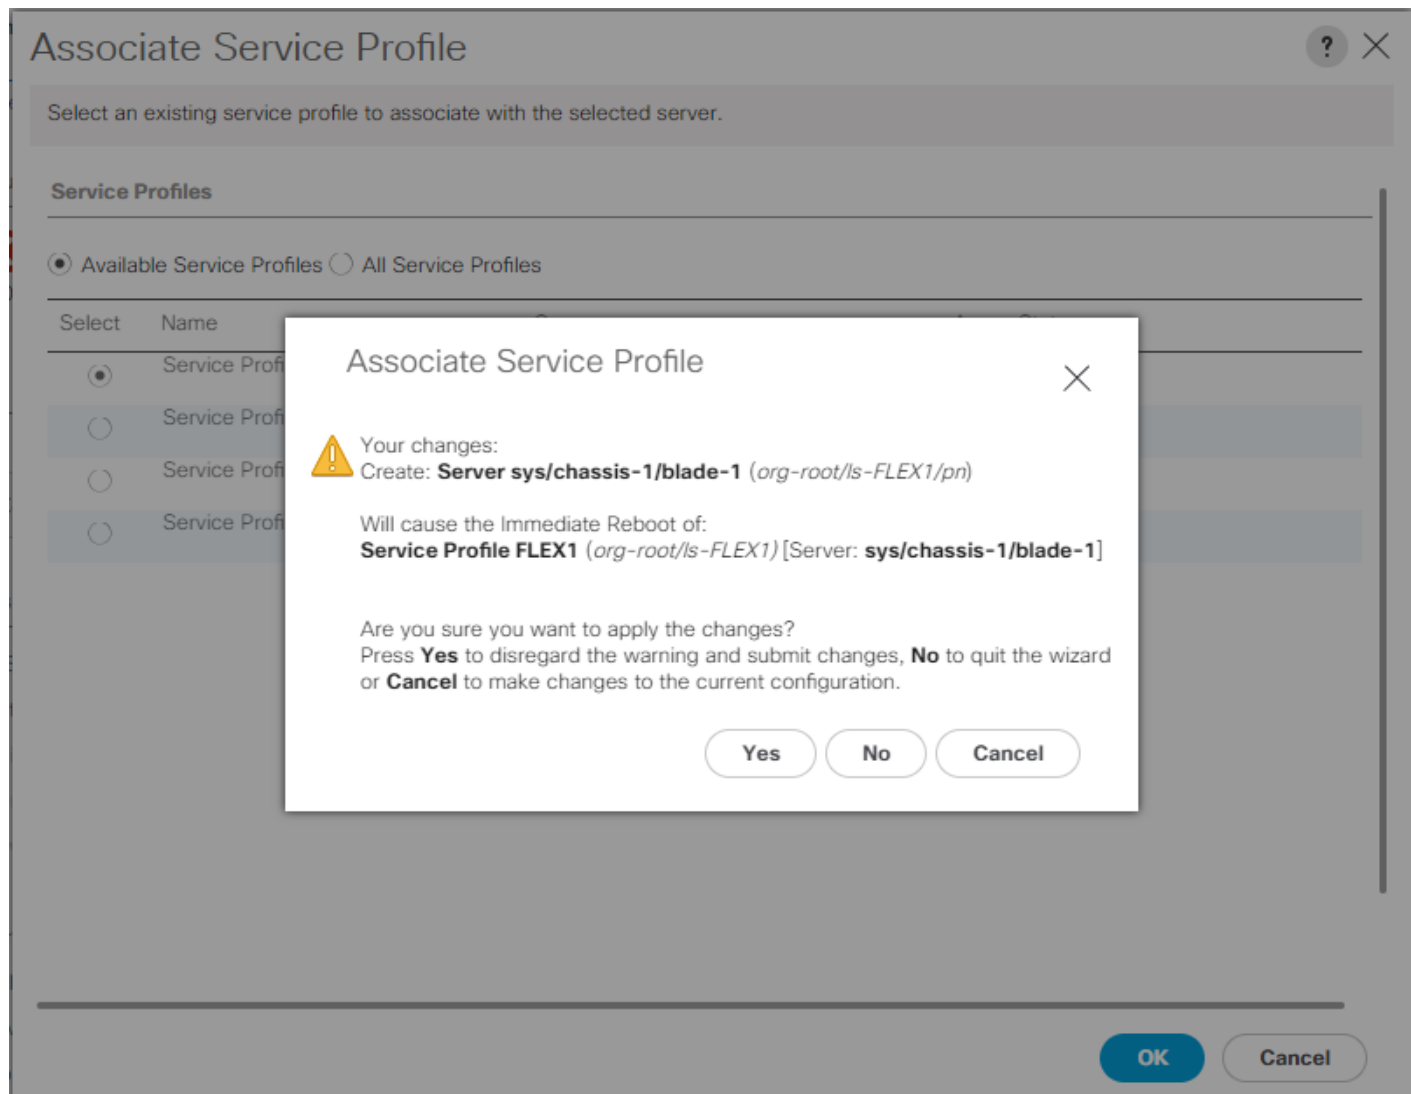 Associate Service Profile
?
Select an existing service profile to associate with the selected server.
Service Profiles
Available Service Profiles All Service Profiles
Select Name
Service
Service
Service
Service
Associate Service Profile
Your changes:
Create: Server sys/chassis-1/blade-1 (org-root/ls-FLEX1/pn)
Will cause the Immediate Reboot of:
Service Profile FLEX1 (org-root/ls-FLEX1) [Server: sys/chassis-1/blade-1]
Are you sure you want to apply the changes?
Press Yes to disregard the warning and submit changes, No to quit the wizard
or Cancel to make changes to the current configuration.
Yes No Cancel
OK Cancel